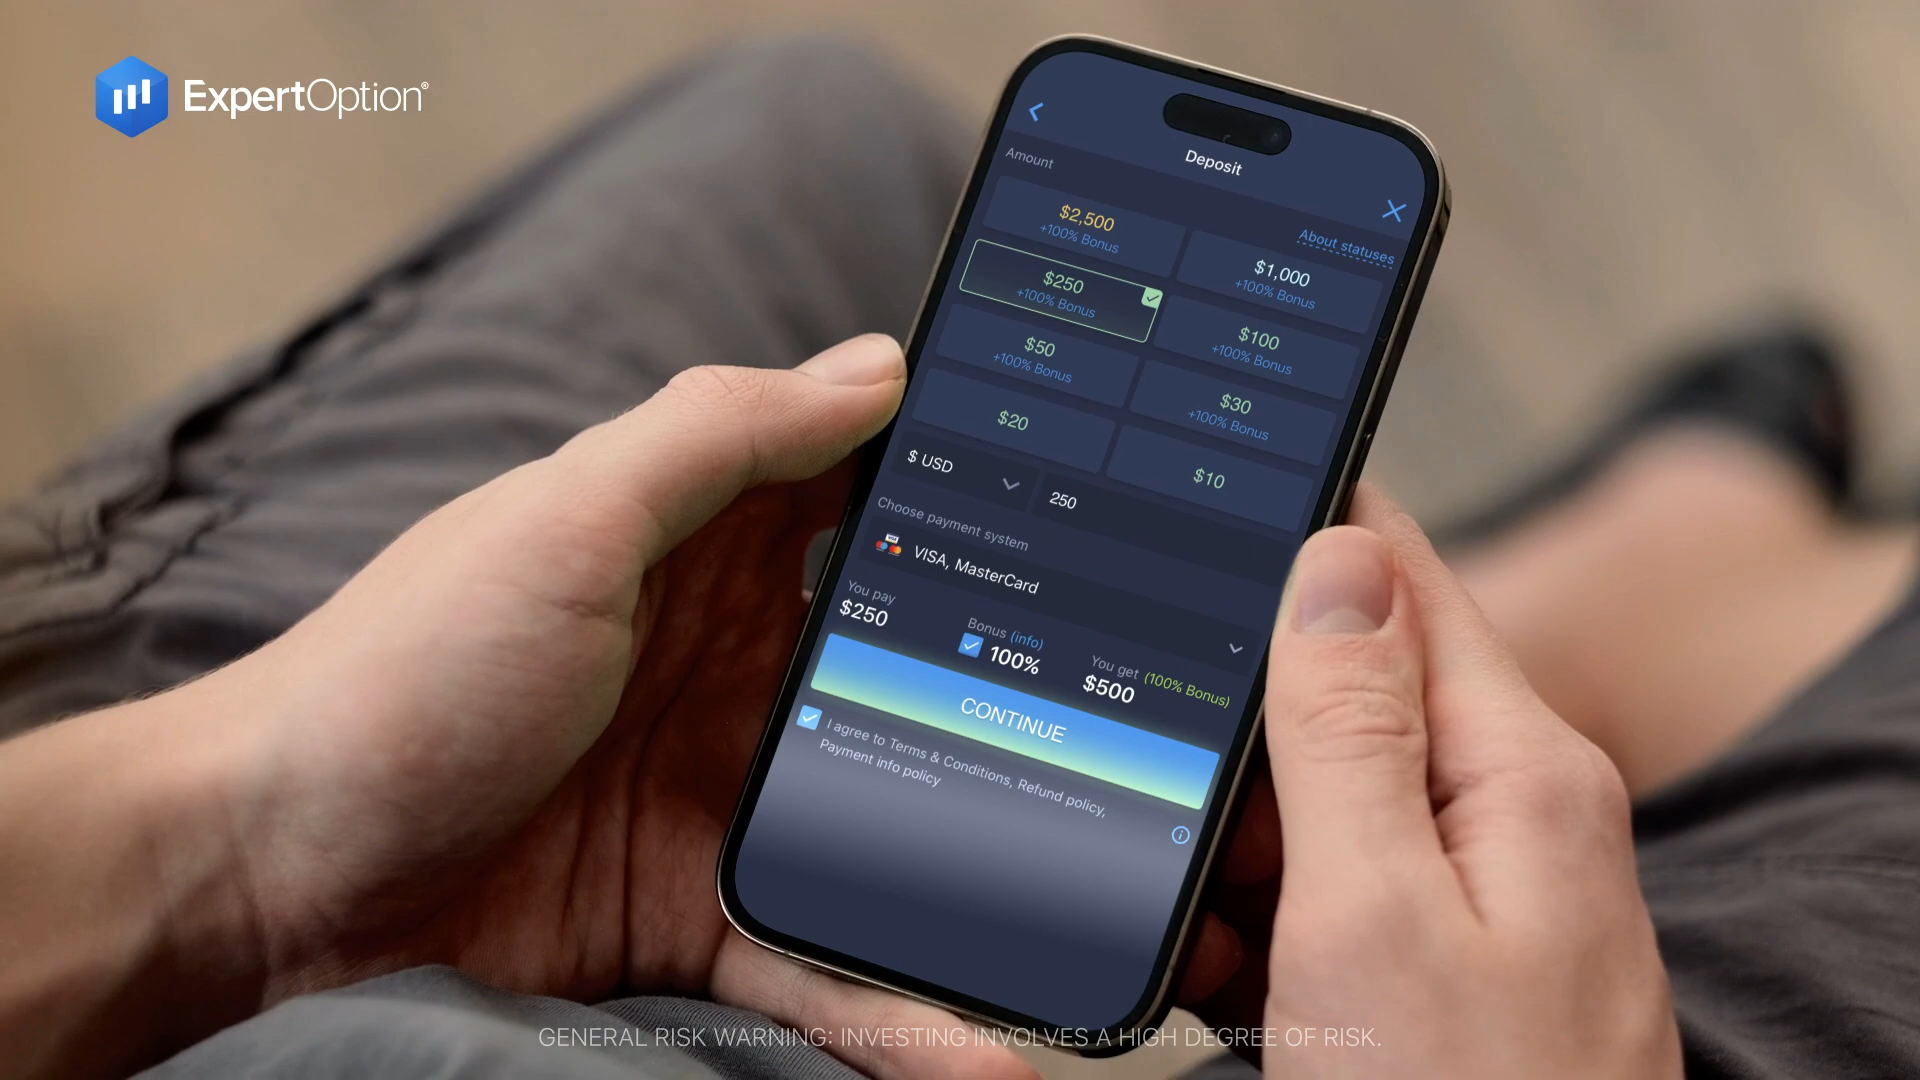 ExpertOption®
Deposit
Amount
About statuses
$2,500
+100% Bonus
$1,000
+100% Bonus
$250
+100% Bonus
$100
+100% Bonus
$50
+100% Bonus
$30
+100% Bonus
$20
$10
$ USD
250
Choose payment system
VISA, MasterCard
You pay
$250
Bonus (info)
100%
You get (100% Bonus)
$500
CONTINUE
I agree to Terms & Conditions, Refund policy,
Payment info policy
GENERAL RISK WARNING: INVESTING INVOLVES A HIGH DEGREE OF RISK.